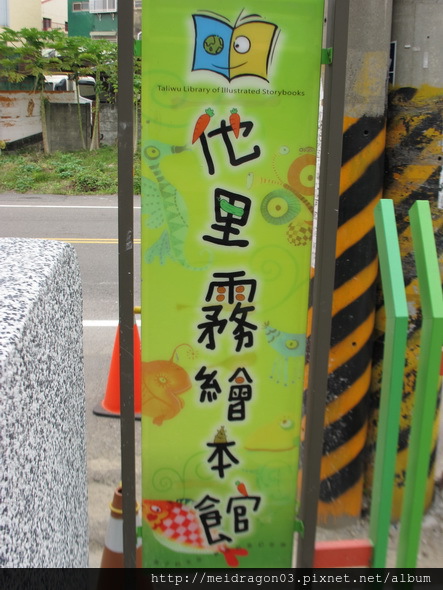 Taliwu Library of Illustrated Storybooks
他里霧繪本館
http://meidragon03.pixnet.net/album